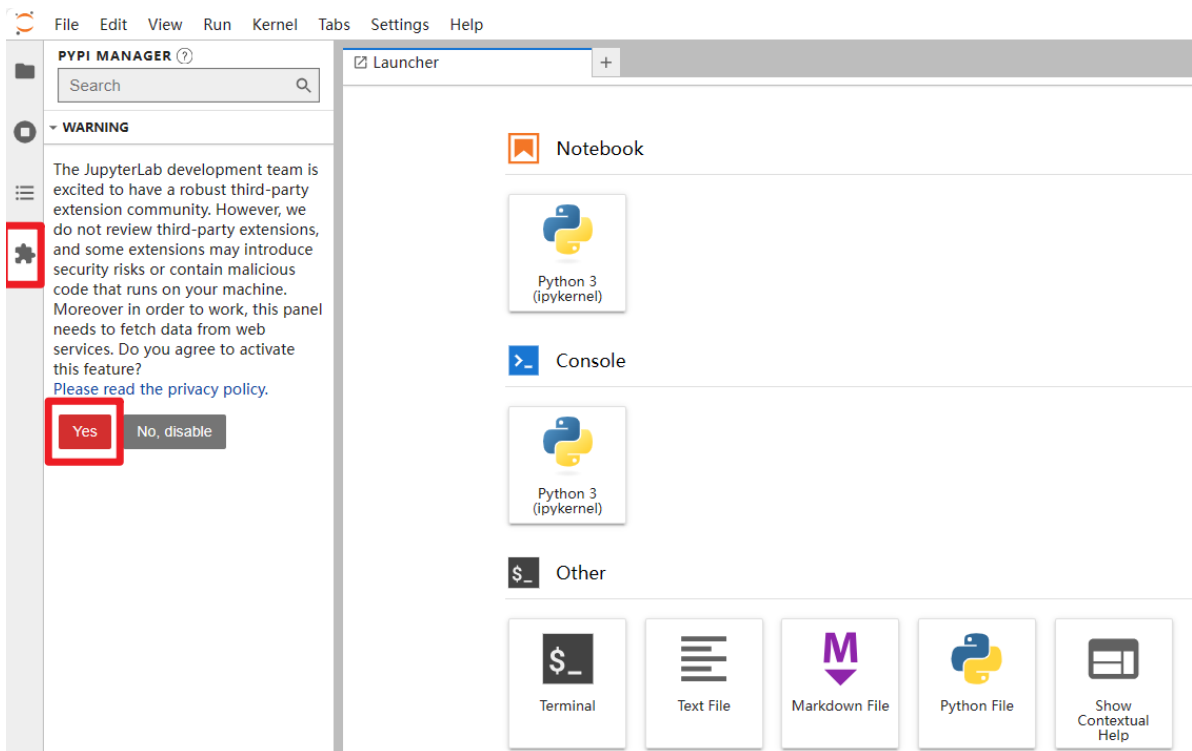 File Edit View Run Kernel Tabs Settings Help
PYPI MANAGER ?
Search
WARNING
The JupyterLab development team is
excited to have a robust third-party
extension community. However, we
do not review third-party extensions,
and some extensions may introduce
security risks or contain malicious
code that runs on your machine.
Moreover in order to work, this panel
needs to fetch data from web
services. Do you agree to activate
this feature?
Please read the privacy policy.
Yes No, disable
Launcher +
Notebook
Python 3
(ipykernel)
>_ Console
Python 3
(ipykernel)
$_ Other
$_
Terminal
Text File
M
Markdown File
Python File
Show
Contextual
Help